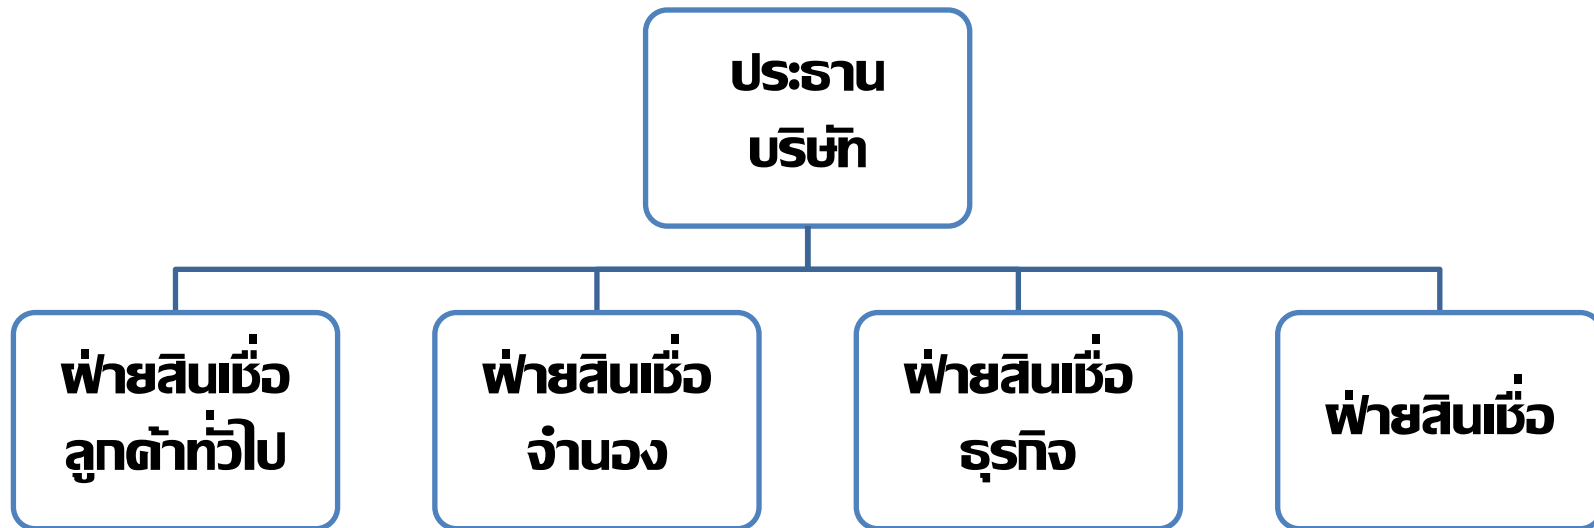 ประธาน
บริษัท
ฝ่ายสินเชื่อ
ลูกค้าทั่วไป
ฝ่ายสินเชื่อ
จำนอง
ฝ่ายสินเชื่อ
ธุรกิจ
ฝ่ายสินเชื่อ